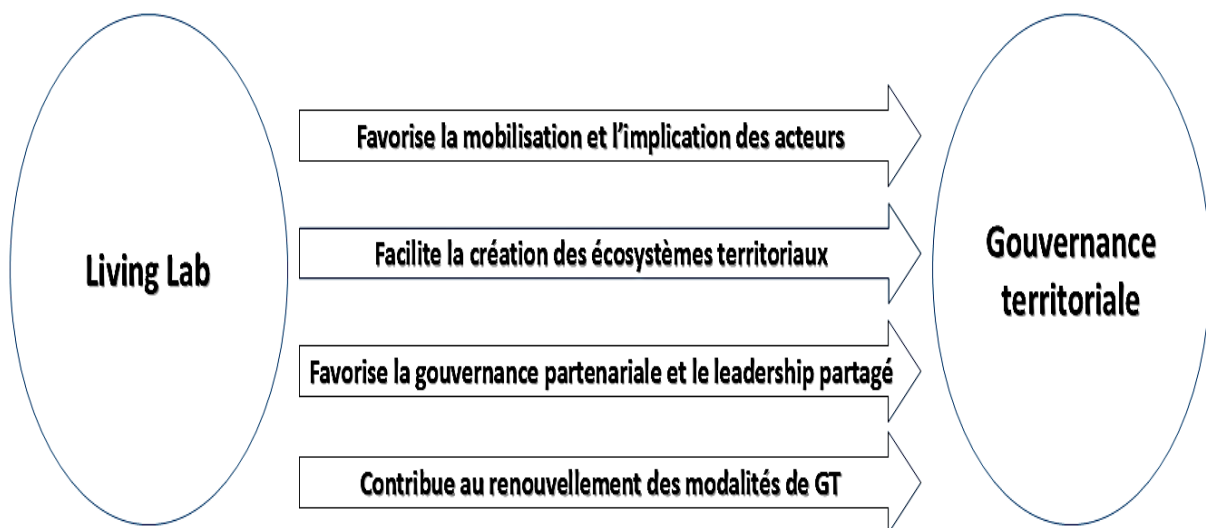 Living Lab
Favorise la mobilisation et l'implication des acteurs
Facilite la création des écosystèmes territoriaux
Favorise la gouvernance partenariale et le leadership partagé
Contribue au renouvellement des modalités de GT
Gouvernance
territoriale